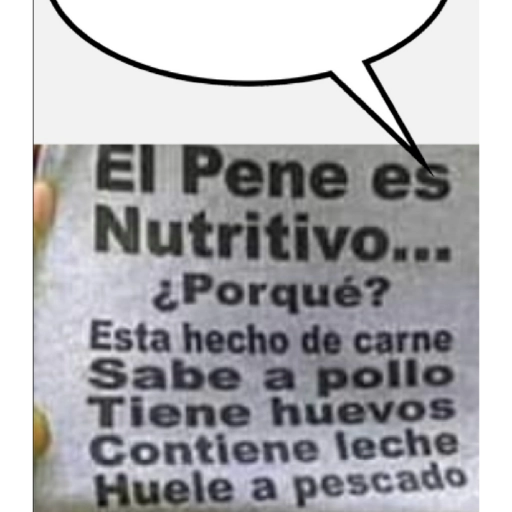 El Pene es
Nutritivo...
¿Porqué?
Esta hecho de carne
Sabe a pollo
Tiene huevos
Contiene leche
Huele a pescado